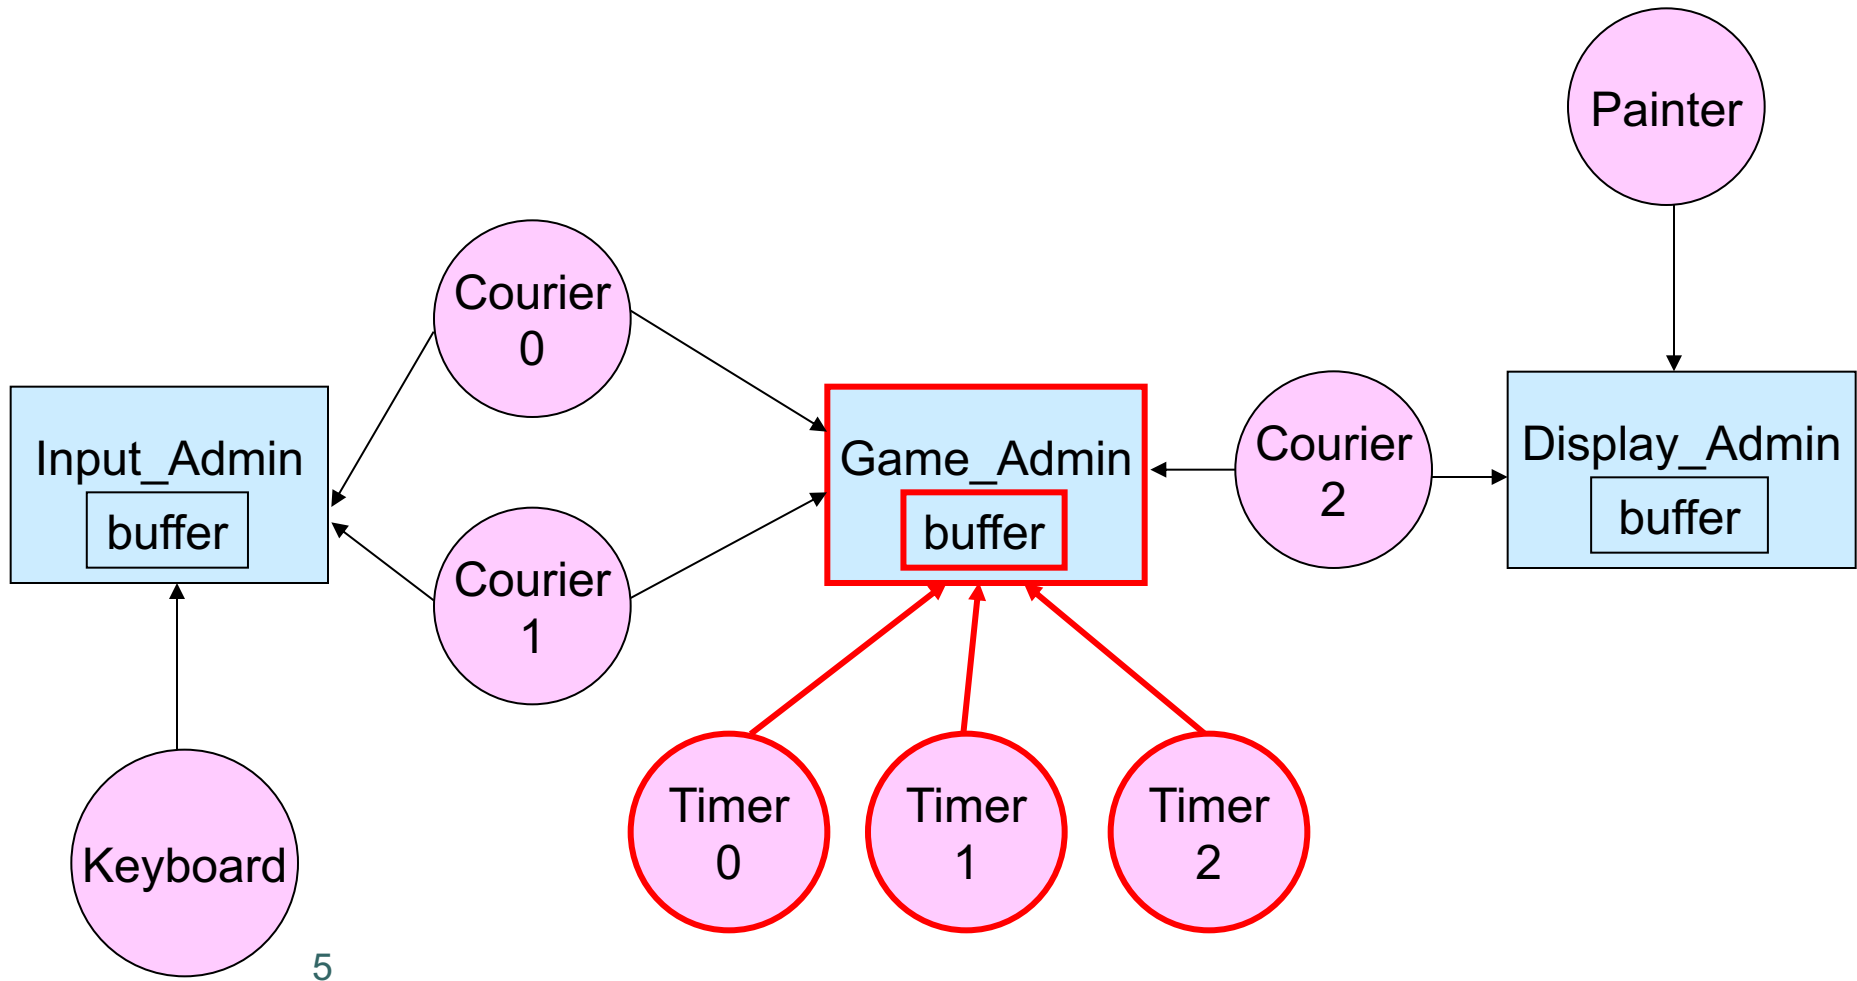 Painter
Courier
0
Input_Admin
buffer
Game_Admin
buffer
Courier
2
Display_Admin
buffer
Courier
1
Timer
0
Timer
1
Timer
2
Keyboard
5